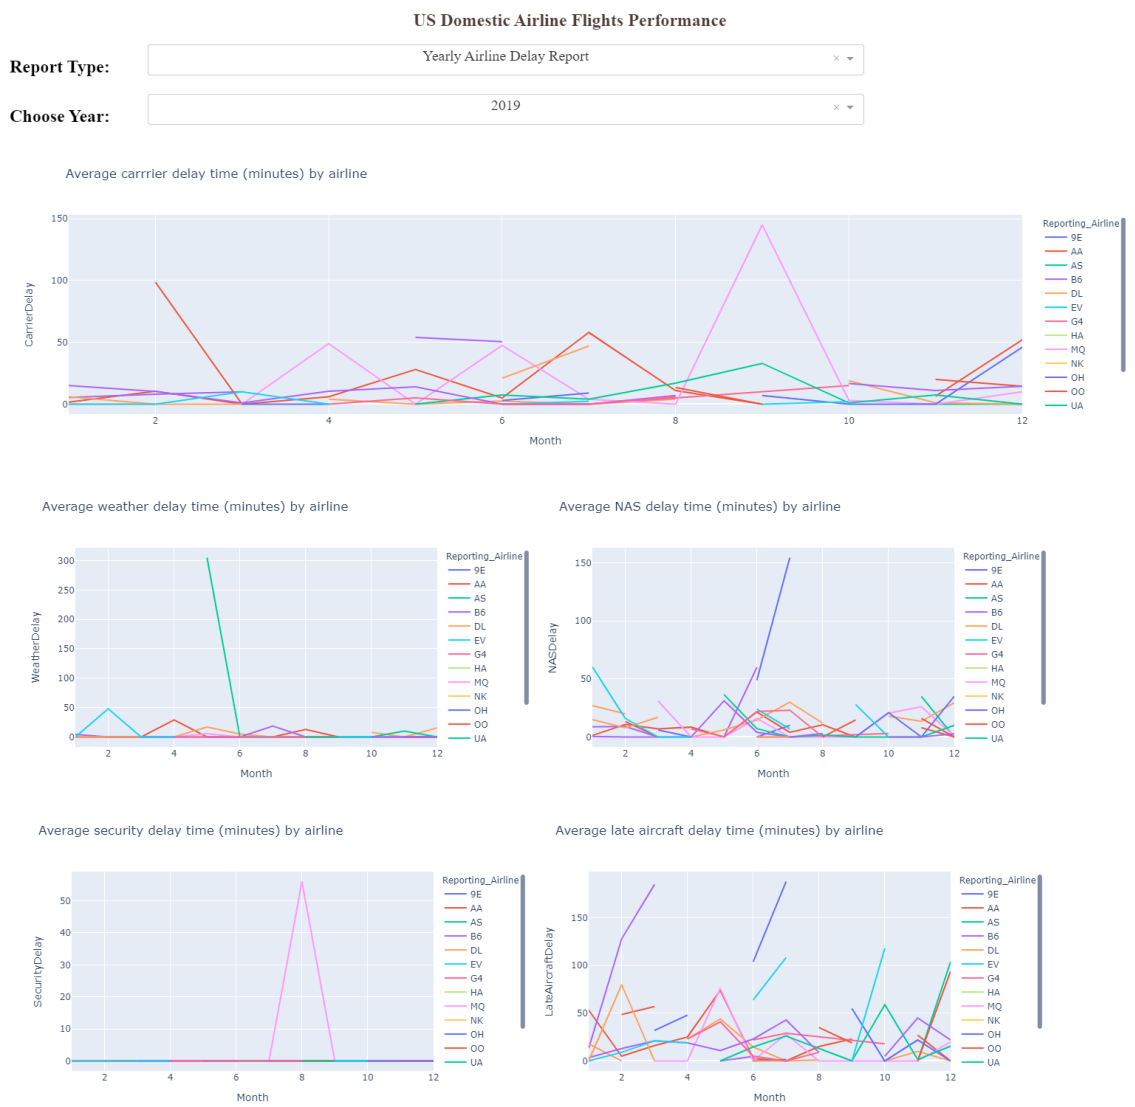 US Domestic Airline Flights Performance
Report Type:
Yearly Airline Delay Report
×
Choose Year:
2019
×
Average carrrier delay time (minutes) by airline
CarrierDelay
150
100
50
0
2
4
6
8
10
12
Month
Reporting_Airline
9E
AA
AS
B6
DL
EV
G4
HA
MQ
NK
OH
OO
UA
Average weather delay time (minutes) by airline
WeatherDelay
300
250
200
150
100
50
0
2
4
6
8
10
12
Month
Reporting_Airline
9E
AA
AS
B6
DL
EV
G4
HA
MQ
NK
OH
OO
UA
Average NAS delay time (minutes) by airline
NASDelay
150
100
50
0
2
4
6
8
10
12
Month
Reporting_Airline
9E
AA
AS
B6
DL
EV
G4
HA
MQ
NK
OH
OO
UA
Average security delay time (minutes) by airline
SecurityDelay
50
40
30
20
10
0
2
4
6
8
10
12
Month
Reporting_Airline
9E
AA
AS
B6
DL
EV
G4
HA
MQ
NK
OH
OO
UA
Average late aircraft delay time (minutes) by airline
LateAircraftDelay
150
100
50
0
2
4
6
8
10
12
Month
Reporting_Airline
9E
AA
AS
B6
DL
EV
G4
HA
MQ
NK
OH
OO
UA